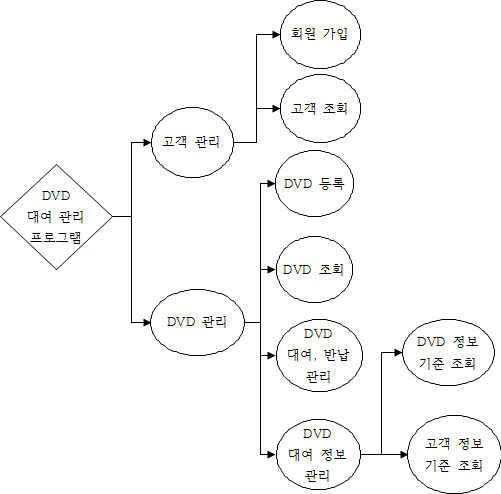 회원 가입
고객 조회
고객 관리
DVD 등록
DVD
대여 관리
프로그램
DVD 조회
DVD 관리
DVD
대여, 반납
관리
DVD 정보
기준 조회
DVD
대여 정보
관리
고객 정보
기준 조회